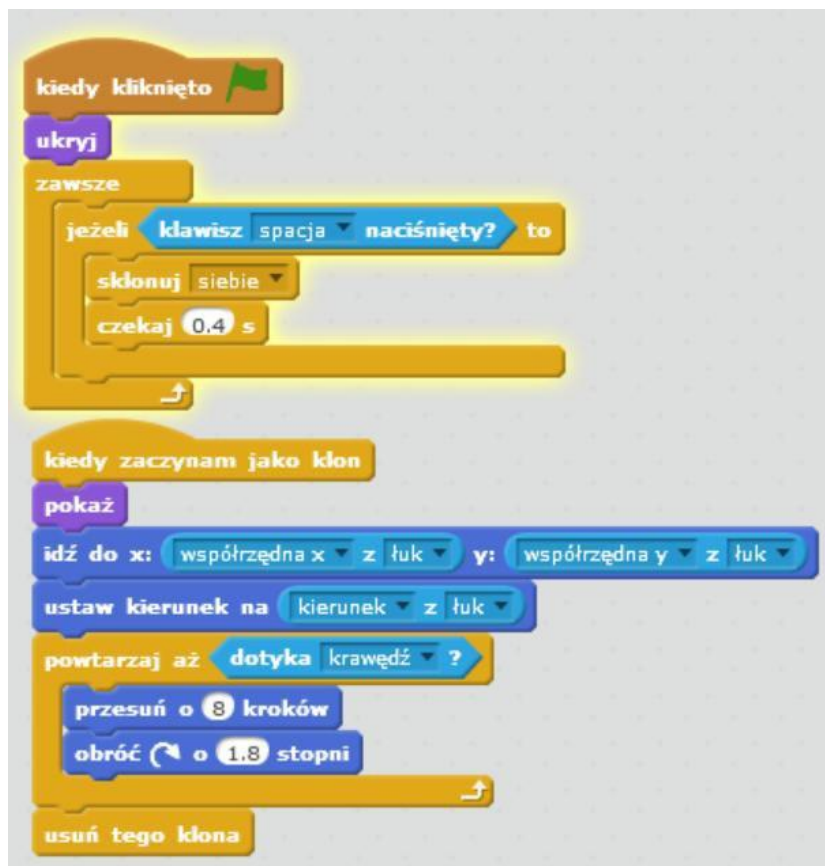 kiedy kliknięto
ukryj
zawsze
jeżeli klawisz spacja naciśnięty? to
sklonuj siebie
czekaj 0.4 s
kiedy zaczynam jako klon
pokaż
idź do x: współrzędna x z łuk y: współrzędna y z łuk
ustaw kierunek na kierunek z łuk
powtarzaj aż dotyka krawędź ?
przesuń o 8 kroków
obróć o 1.8 stopni
usuń tego klona